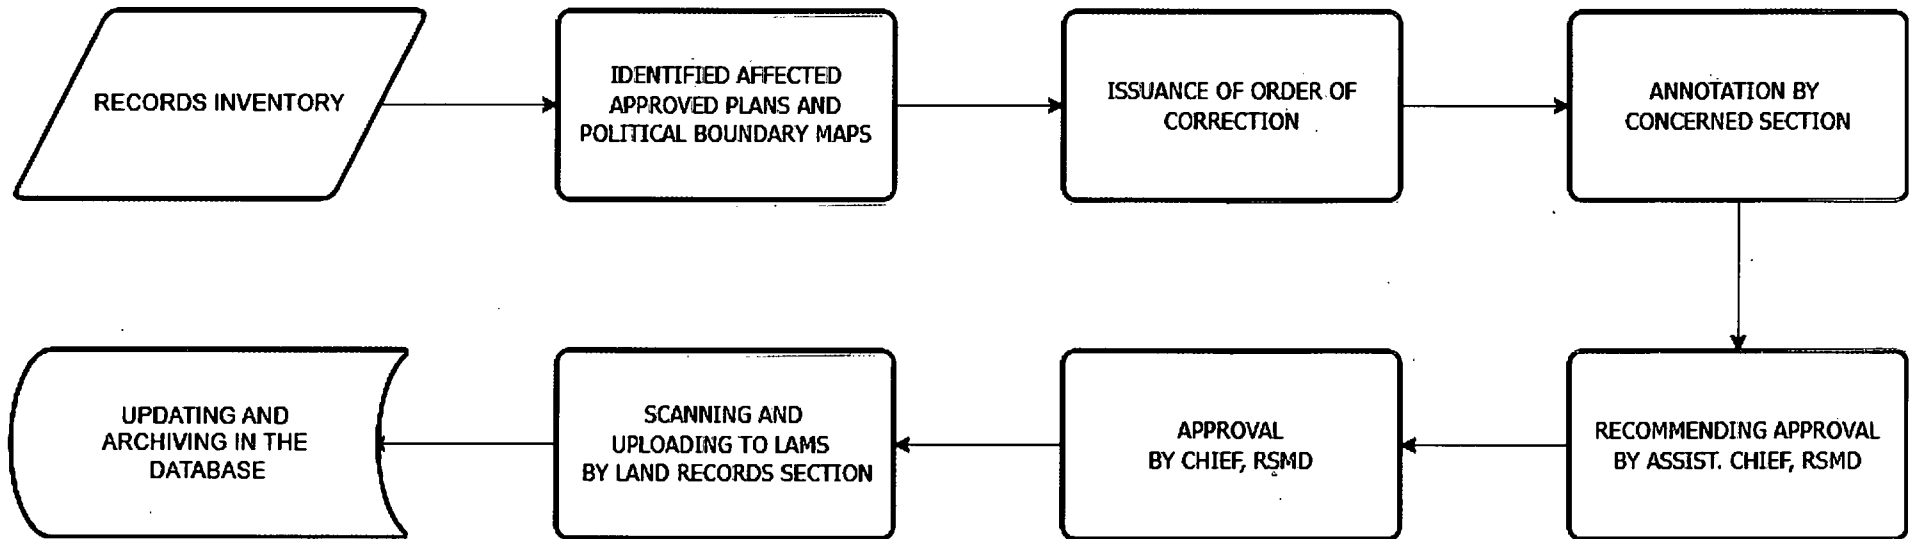 RECORDS INVENTORY
IDENTIFIED AFFECTED
APPROVED PLANS AND
POLITICAL BOUNDARY MAPS
ISSUANCE OF ORDER OF
CORRECTION
ANNOTATION BY
CONCERNED SECTION
RECOMMENDING APPROVAL
BY ASSIST. CHIEF, RSMD
APPROVAL
BY CHIEF, RSMD
SCANNING AND
UPLOADING TO LAMS
BY LAND RECORDS SECTION
UPDATING AND
ARCHIVING IN THE
DATABASE